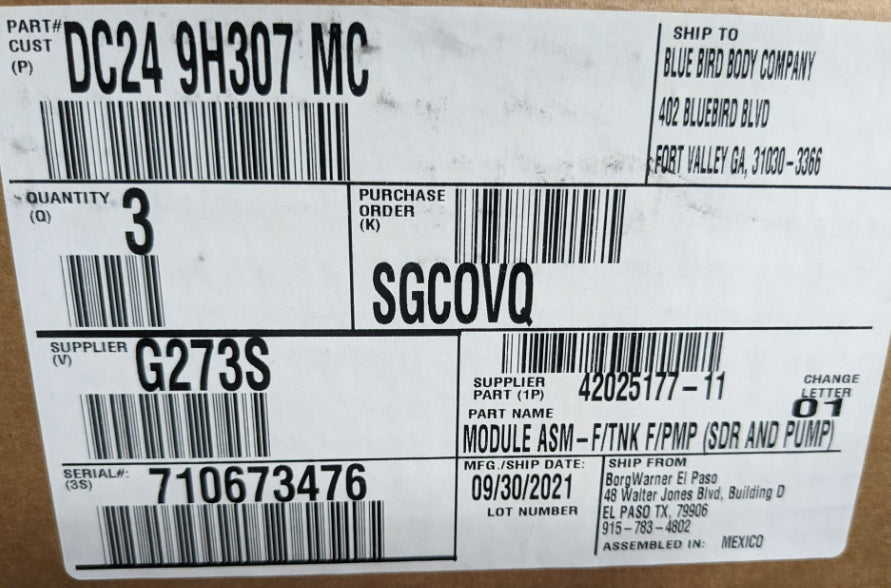 PART#
CUST
(P)
DC24 9H307 MC
SHIP TO
BLUE BIRD BODY COMPANY
402 BLUEBIRD BLVD
FORT VALLEY GA, 31030-3366
QUANTITY
(Q)
3
PURCHASE
ORDER
(K)
SGCOVQ
SUPPLIER
(V)
G273S
SUPPLIER
PART (1P)
42025177-11
CHANGE
LETTER
01
PART NAME
MODULE ASM-F/TNK F/PMP (SDR AND PUMP)
SERIAL#:
(3S)
710673476
MFG./SHIP DATE:
09/30/2021
LOT NUMBER
SHIP FROM
BorgWarner El Paso
48 Walter Jones Blvd, Building D
EL PASO TX, 79906
915-783-4802
ASSEMBLED IN: MEXICO